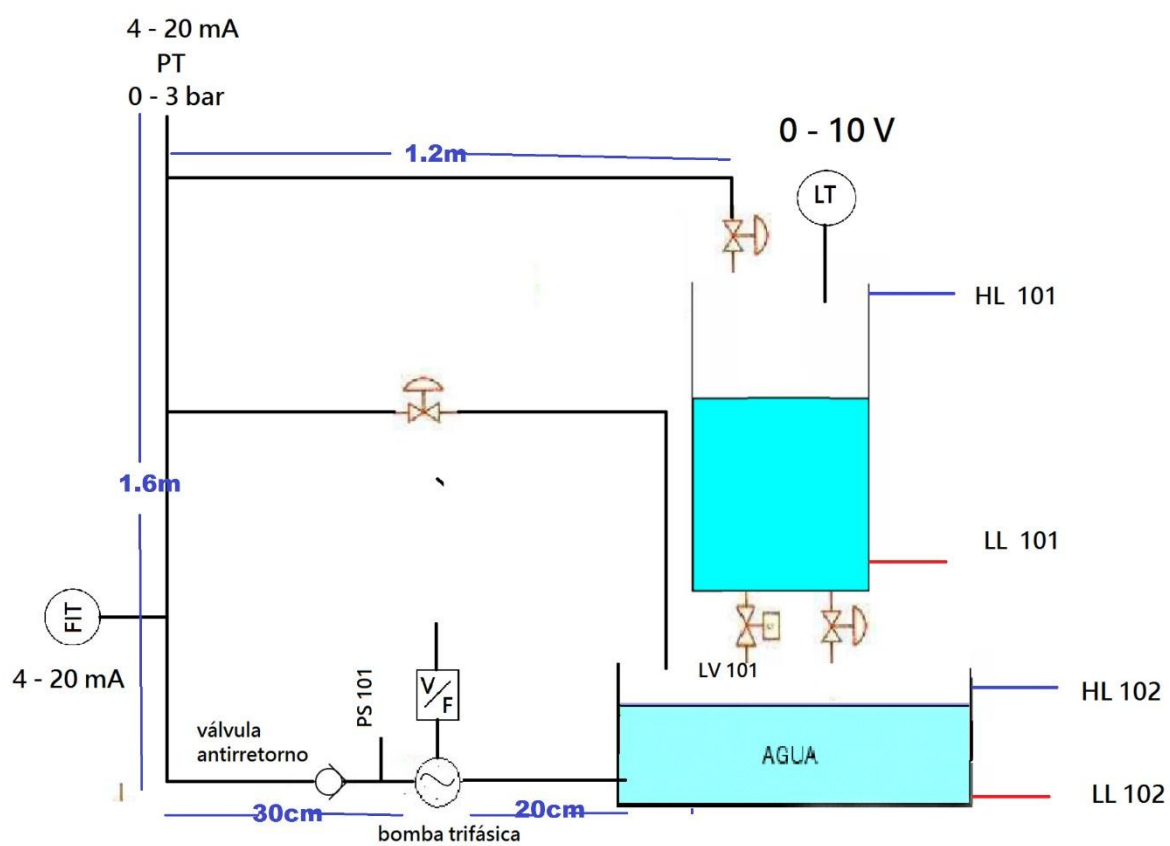 4 - 20 mA
PT
0 - 3 bar
1.2m
0 - 10 V
LT
HL 101
1.6m
LL 101
FIT
4 - 20 mA
LV 101
HL 102
PS 101
V/F
válvula
antirretorno
AGUA
LL 102
30cm
20cm
bomba trifásica